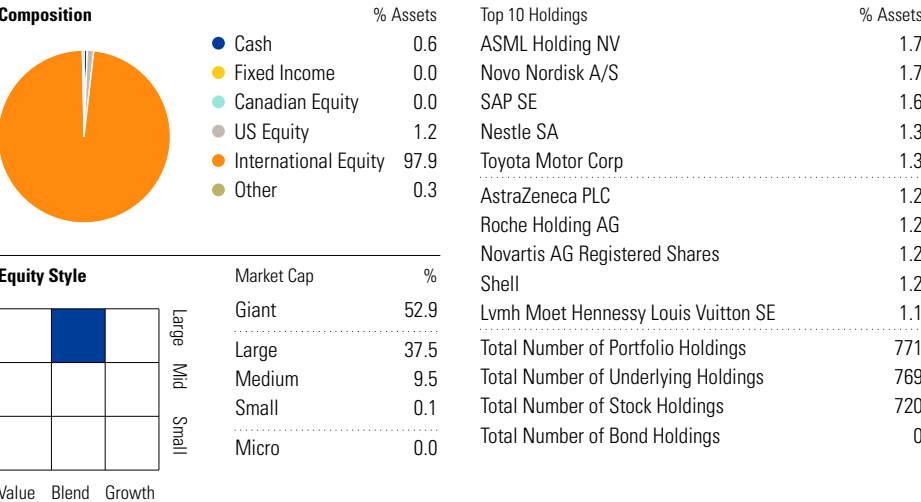 Composition % Assets
Cash 0.6
Fixed Income 0.0
Canadian Equity 0.0
US Equity 1.2
International Equity 97.9
Other 0.3
Equity Style
Large
Mid
Small
Value Blend Growth
Market Cap %
Giant 52.9
Large 37.5
Medium 9.5
Small 0.1
Micro 0.0
Top 10 Holdings % Assets
ASML Holding NV 1.7
Novo Nordisk A/S 1.7
SAP SE 1.6
Nestle SA 1.3
Toyota Motor Corp 1.3
AstraZeneca PLC 1.2
Roche Holding AG 1.2
Novartis AG Registered Shares 1.2
Shell 1.2
Lvmh Moet Hennessy Louis Vuitton SE 1.1
Total Number of Portfolio Holdings 771
Total Number of Underlying Holdings 769
Total Number of Stock Holdings 720
Total Number of Bond Holdings 0